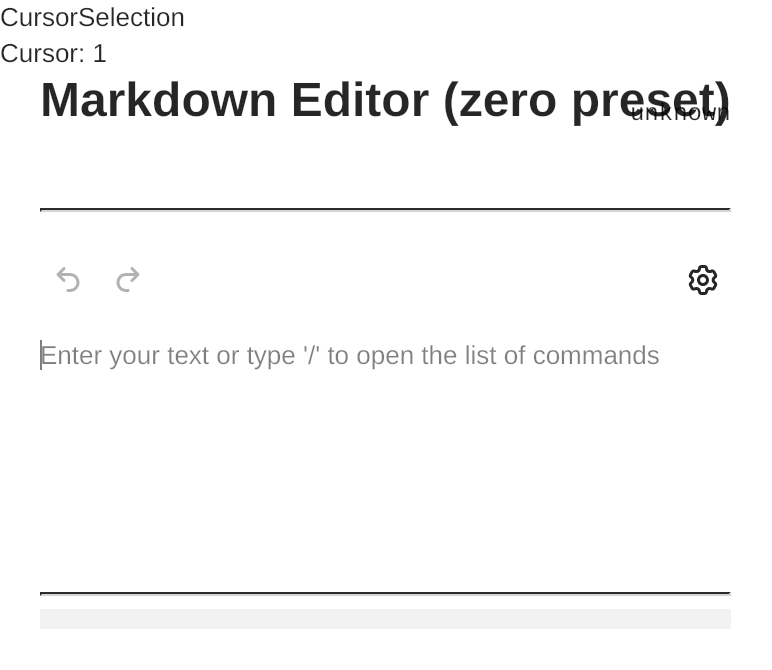 CursorSelection
Cursor: 1
Markdown Editor (zero preset)
unknown
Enter your text or type '/' to open the list of commands